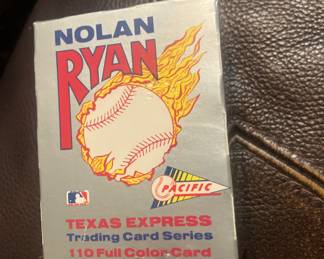 NOLAN
RYAN
PACIFIC
TEXAS EXPRESS
Trading Card Series
110 Full Color Card